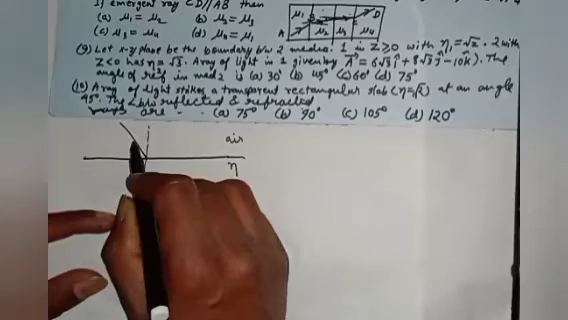 If emergent ray CD//AB then
(a) μ₁ = μ₂ (b) μ₂ = μ₃
(c) μ₃ = μ₄ (d) μ₄ = μ₁
μ₁ μ₂ μ₃ μ₄ A B C D
(9) Let x-y plane be the boundary b/w 2 media. 1 in Z≥0 with η₁ = √2. 2 with
Z<0 has η = √3. A ray of light in 1 given by A⃗ = 6√3 î + 8√3 ĵ - 10k̂). The
angle of ref in med 2 is (a) 30° (b) 45° (c) 60° (d) 75°
(10) A ray of light strikes a transparent rectangular slab (η=√2) at an angle
45°. The ∠ b/w reflected & refracted
rays are - (a) 75° (b) 90° (c) 105° (d) 120°
air
η